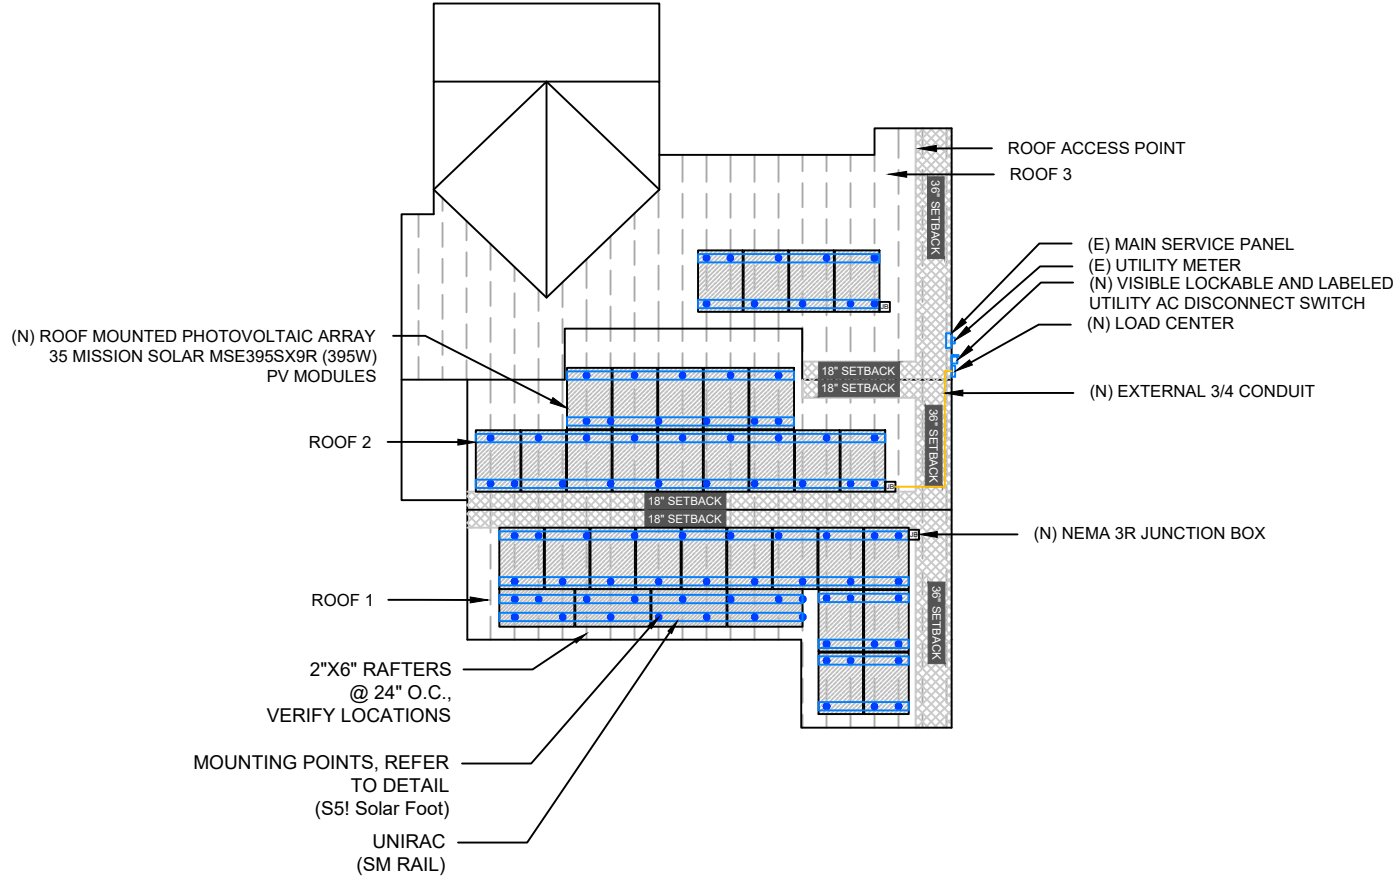 ROOF ACCESS POINT
ROOF 3
36" SETBACK
(E) MAIN SERVICE PANEL
(E) UTILITY METER
(N) VISIBLE LOCKABLE AND LABELED
UTILITY AC DISCONNECT SWITCH
(N) LOAD CENTER
JB
(N) ROOF MOUNTED PHOTOVOLTAIC ARRAY
35 MISSION SOLAR MSE395SX9R (395W)
PV MODULES
18" SETBACK
18" SETBACK
(N) EXTERNAL 3/4 CONDUIT
36" SETBACK
ROOF 2
JB
18" SETBACK
18" SETBACK
JB
(N) NEMA 3R JUNCTION BOX
ROOF 1
36" SETBACK
2"X6" RAFTERS
@ 24" O.C.,
VERIFY LOCATIONS
MOUNTING POINTS, REFER
TO DETAIL
(S5! Solar Foot)
UNIRAC
(SM RAIL)